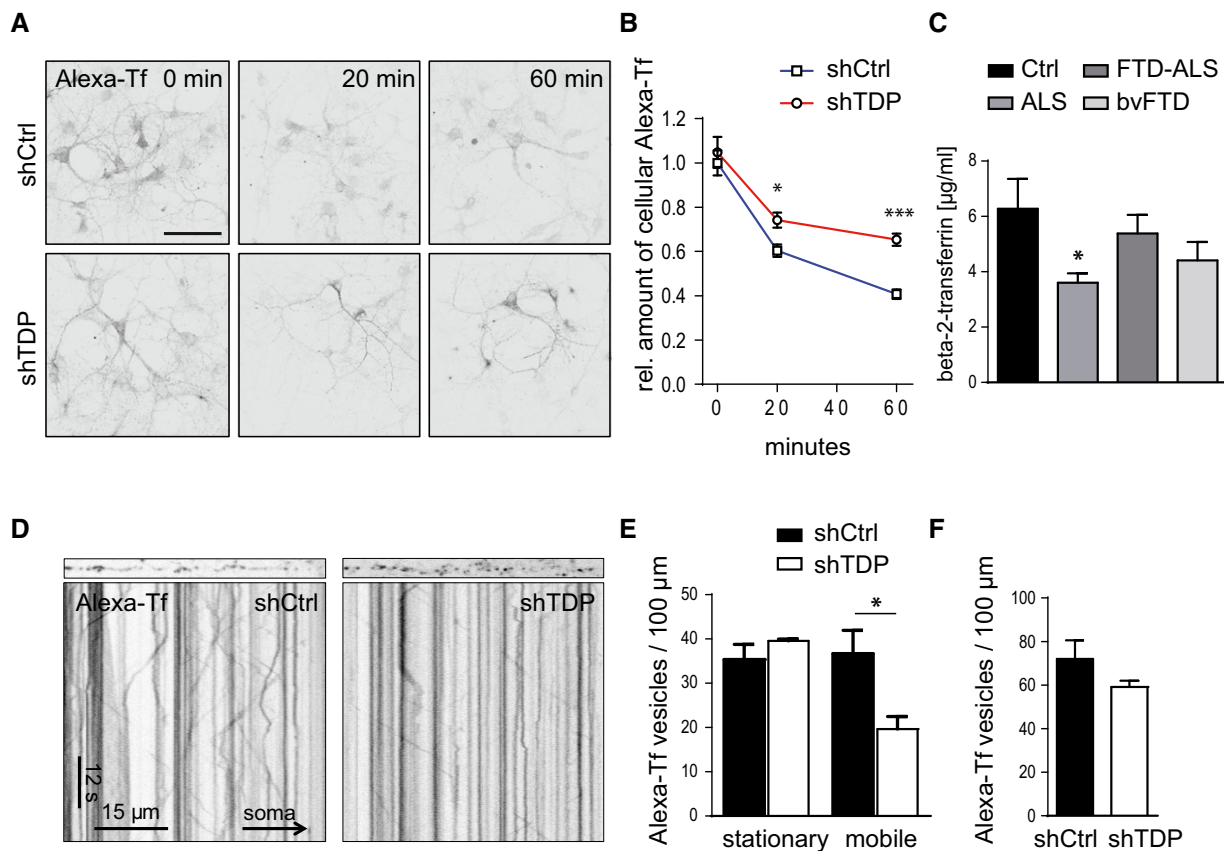 A
Alexa-Tf 0 min
20 min
60 min
shCtrl
shTDP
B
shCtrl
shTDP
rel. amount of cellular Alexa-Tf
1.2
1.0
0.8
0.6
0.4
0.2
0.0
*
***
0 20 40 60
minutes
C
Ctrl FTD-ALS
ALS bvFTD
beta-2-transferrin [µg/ml]
8
6
4
2
0
*
D
Alexa-Tf shCtrl
shTDP
12 s
15 µm
soma
E
shCtrl
shTDP
Alexa-Tf vesicles / 100 µm
50
40
30
20
10
0
*
stationary mobile
F
Alexa-Tf vesicles / 100 µm
100
80
60
40
20
0
shCtrl shTDP